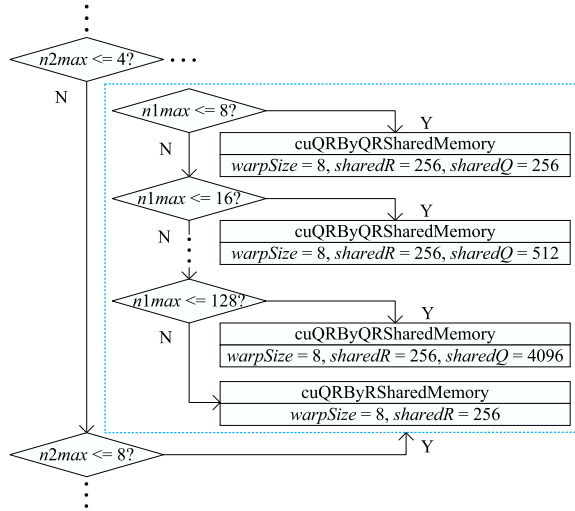 n2max <= 4?
N
n1max <= 8?
Y
N
cuQRByQRSharedMemory
warpSize = 8, sharedR = 256, sharedQ = 256
n1max <= 16?
Y
N
cuQRByQRSharedMemory
warpSize = 8, sharedR = 256, sharedQ = 512
n1max <= 128?
Y
N
cuQRByQRSharedMemory
warpSize = 8, sharedR = 256, sharedQ = 4096
cuQRByRSharedMemory
warpSize = 8, sharedR = 256
n2max <= 8?
Y